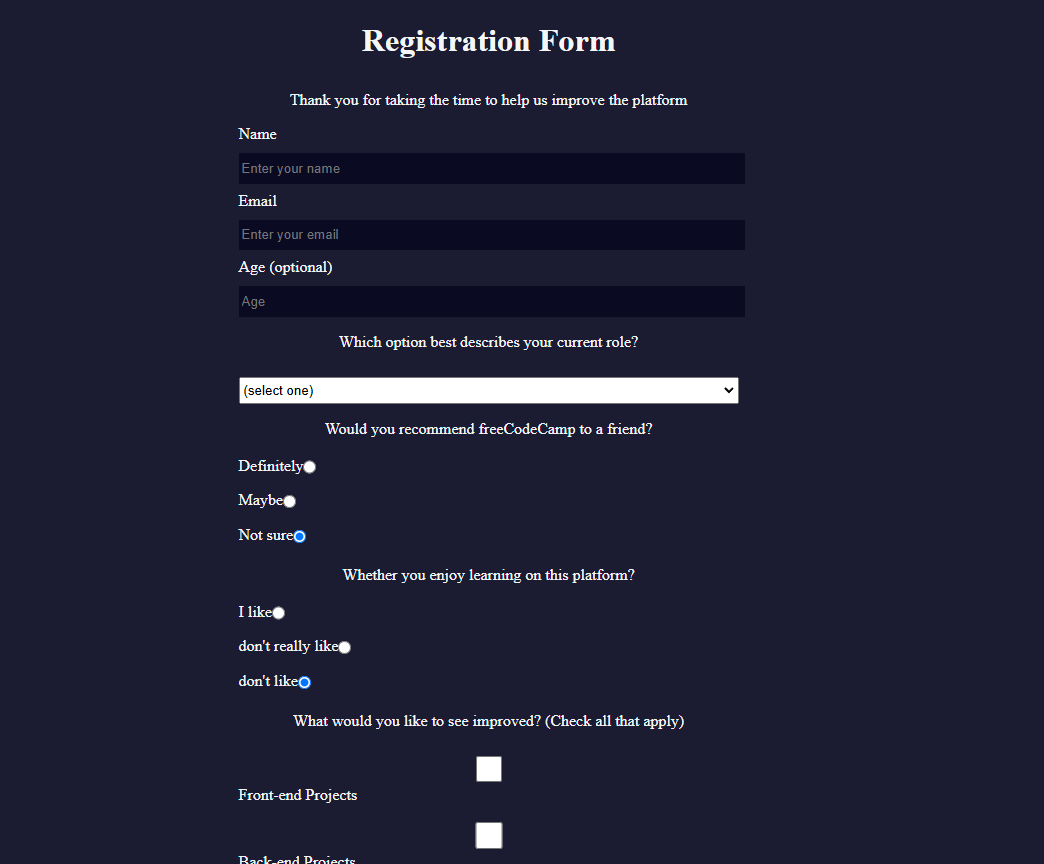 Registration Form
Thank you for taking the time to help us improve the platform
Name
Enter your name
Email
Enter your email
Age (optional)
Age
Which option best describes your current role?
(select one)
Would you recommend freeCodeCamp to a friend?
Definitely
Maybe
Not sure
Whether you enjoy learning on this platform?
I like
don't really like
don't like
What would you like to see improved? (Check all that apply)
Front-end Projects
Back-end Projects